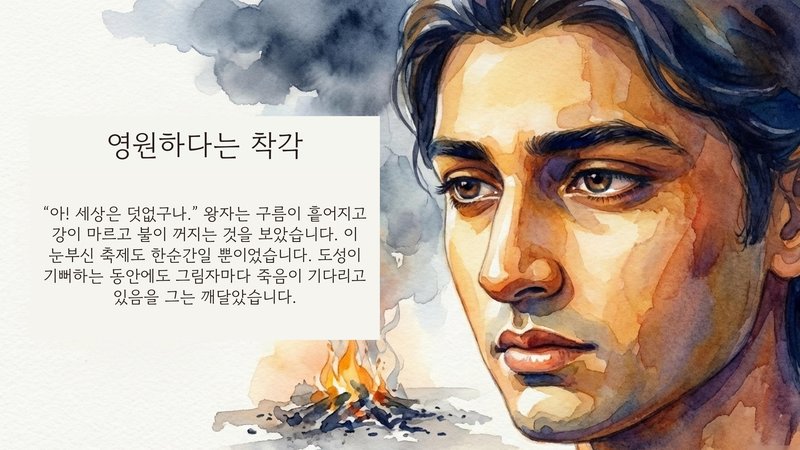 영원하다는 착각
“아! 세상은 덧없구나.” 왕자는 구름이 흩어지고
강이 마르고 불이 꺼지는 것을 보았습니다. 이
눈부신 축제도 한순간일 뿐이었습니다. 도성이
기뻐하는 동안에도 그림자마다 죽음이 기다리고
있음을 그는 깨달았습니다.